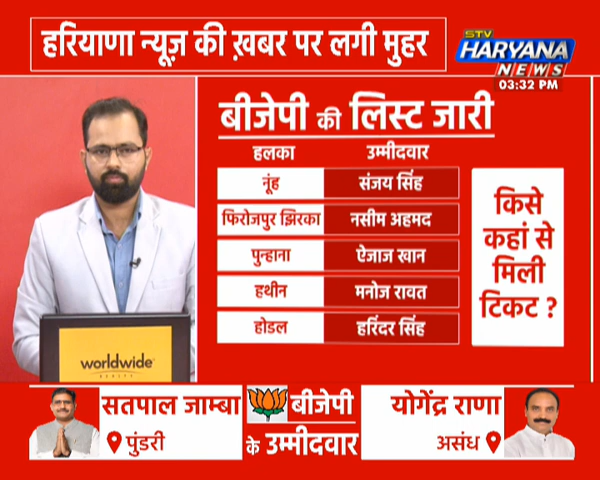 हरियाणा न्यूज़ की ख़बर पर लगी मुहर
STV
HARYANA
NEWS
03:32 PM
बीजेपी की लिस्ट जारी
हलका उम्मीदवार
नूंह संजय सिंह
फिरोजपुर झिरका नसीम अहमद
पुन्हाना ऐजाज खान
हथीन मनोज रावत
होडल हरिंदर सिंह
किसे
कहां से
मिली
टिकट ?
worldwide
REALTY
सतपाल जाम्बा
पुंडरी
बीजेपी
के उम्मीदवार
योगेंद्र राणा
असंध